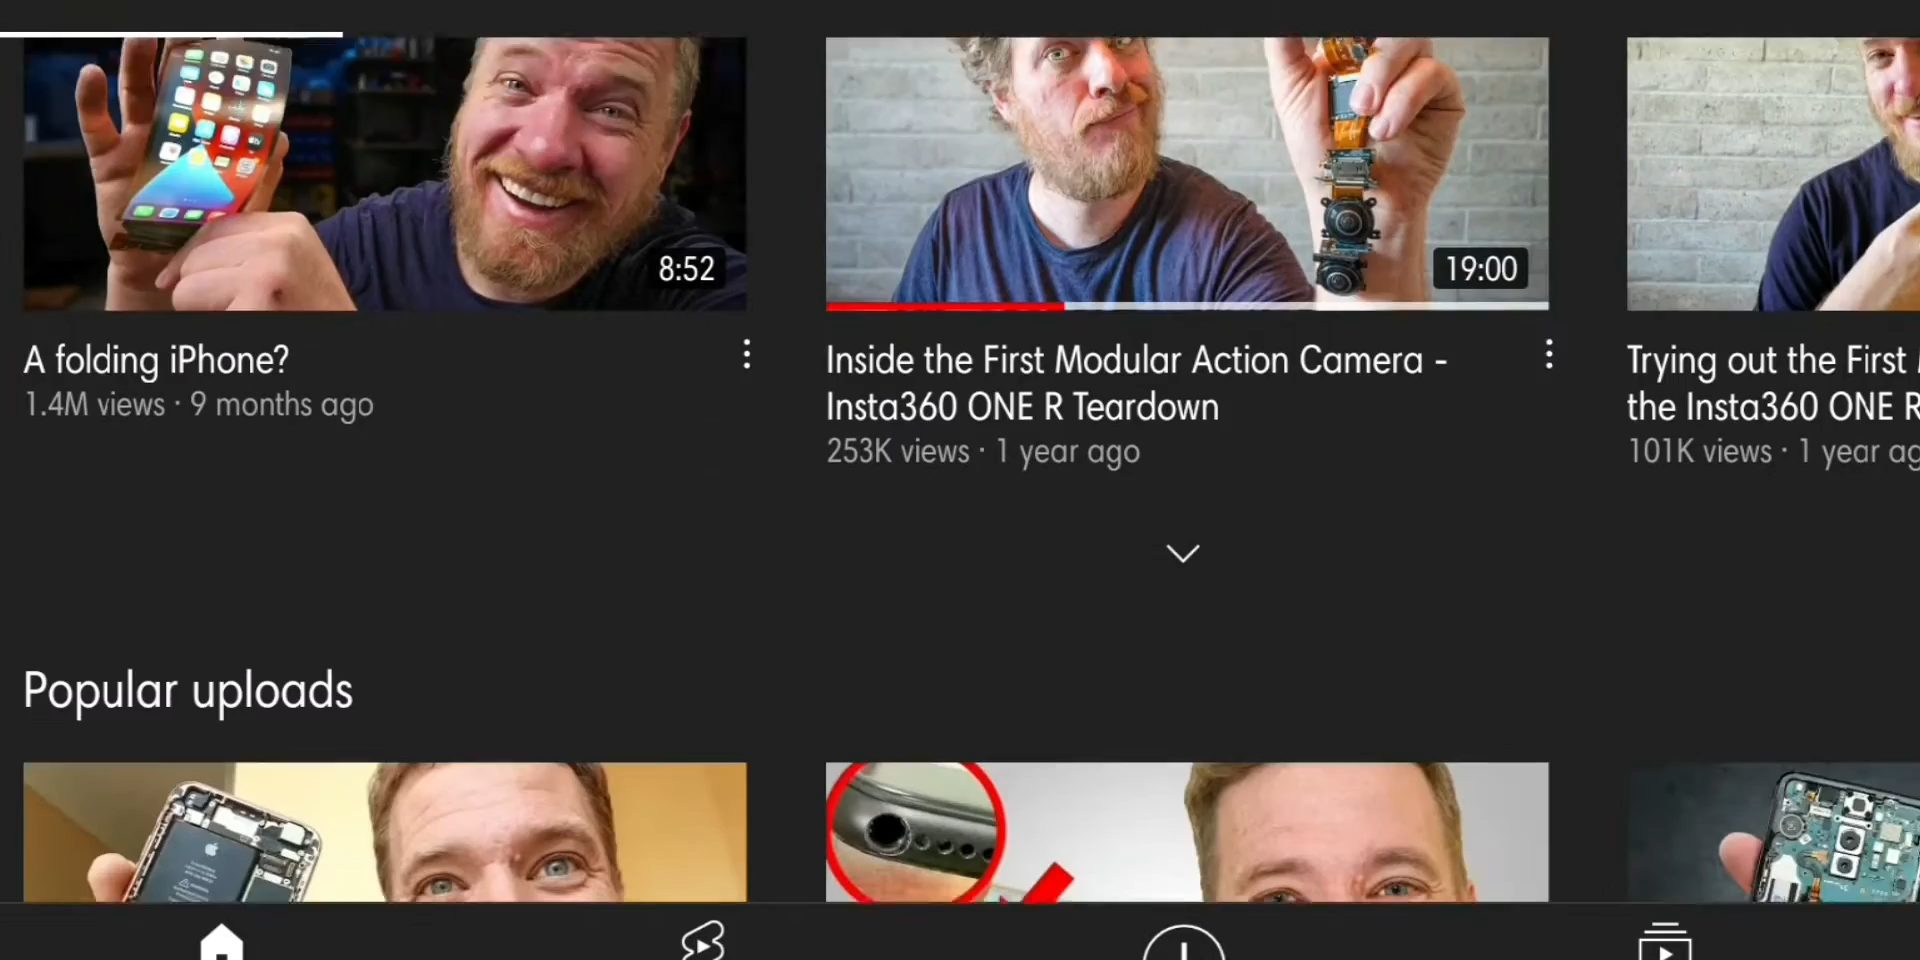 8:52
19:00
A folding iPhone?
1.4M views · 9 months ago
Inside the First Modular Action Camera -
Insta360 ONE R Teardown
253K views · 1 year ago
Trying out the First
the Insta360 ONE R
101K views · 1 year ag
Popular uploads